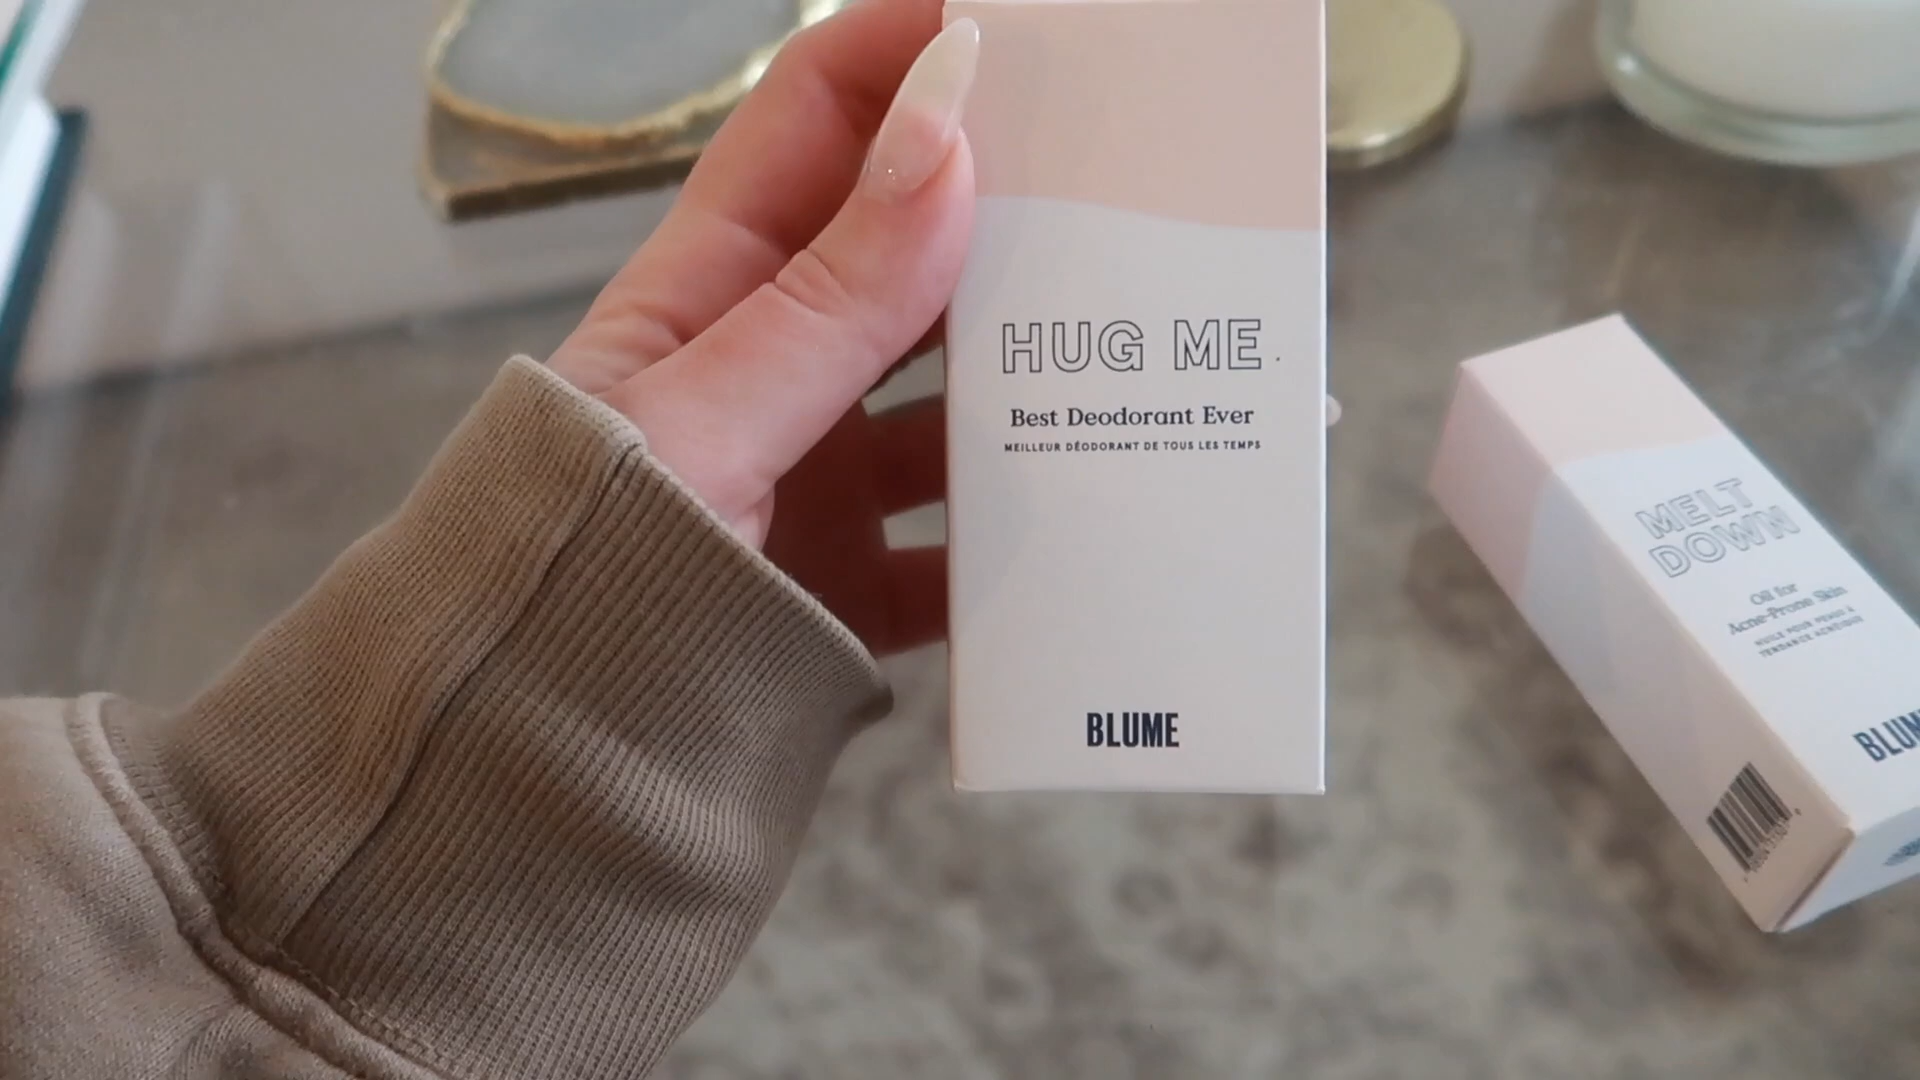 HUG ME
Best Deodorant Ever
MEILLEUR DÉODORANT DE TOUS LES TEMPS
BLUME
MELT
DOWN
Oil for
Acne-Prone Skin
HUILE POUR PEAUX À
TENDANCE ACNÉIQUE
BLUM